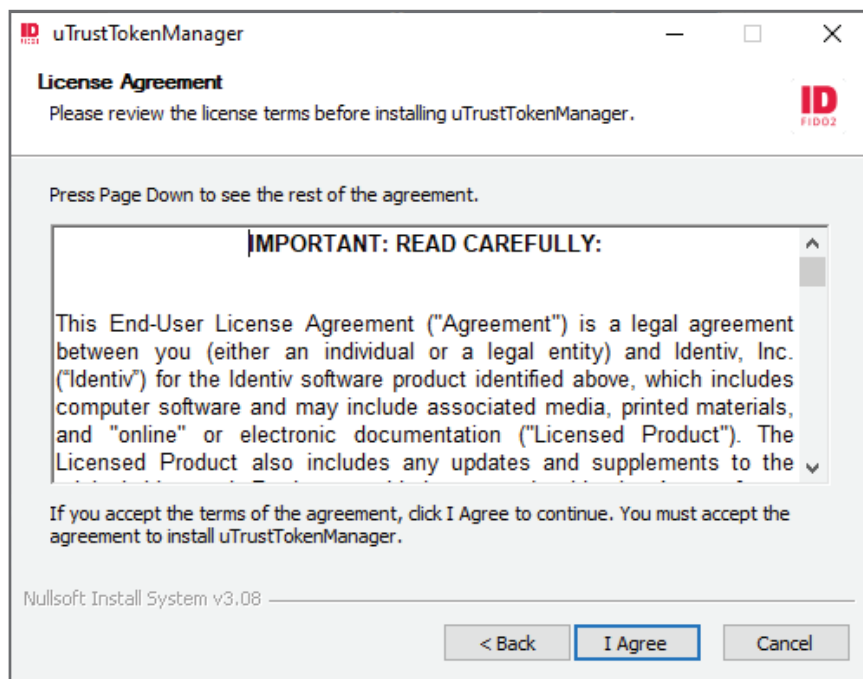 ID
FIDO2
uTrustTokenManager
License Agreement
Please review the license terms before installing uTrustTokenManager.
ID
FIDO2
Press Page Down to see the rest of the agreement.
IMPORTANT: READ CAREFULLY:
This End-User License Agreement ("Agreement") is a legal agreement
between you (either an individual or a legal entity) and Identiv, Inc.
(“Identiv”) for the Identiv software product identified above, which includes
computer software and may include associated media, printed materials,
and "online" or electronic documentation ("Licensed Product"). The
Licensed Product also includes any updates and supplements to the
If you accept the terms of the agreement, click I Agree to continue. You must accept the
agreement to install uTrustTokenManager.
Nullsoft Install System v3.08
< Back
I Agree
Cancel